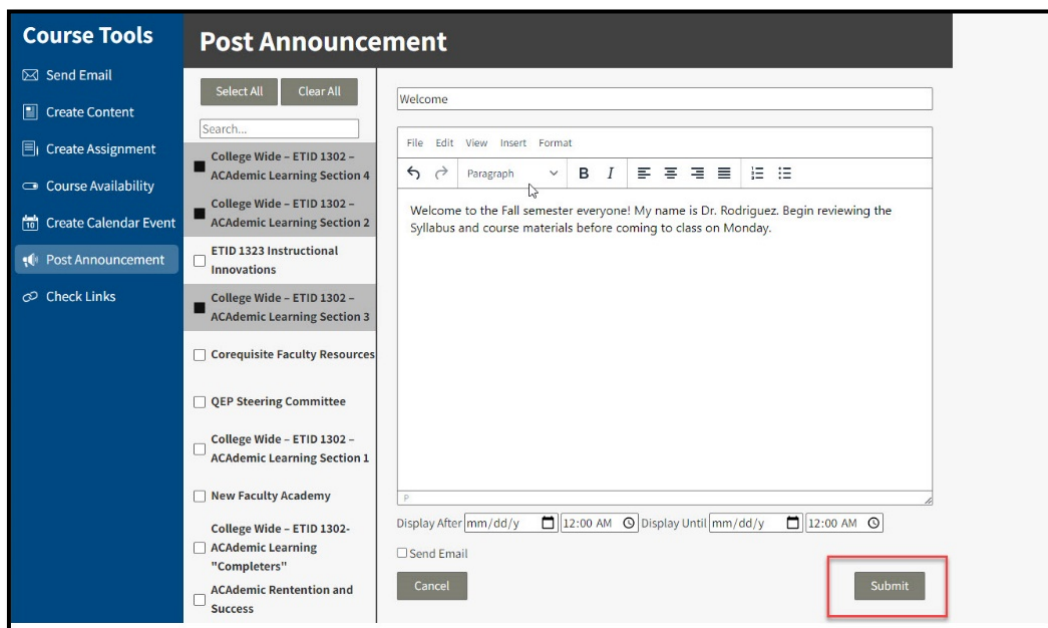 Course Tools
Send Email
Create Content
Create Assignment
Course Availability
10
Create Calendar Event
Post Announcement
Check Links
Post Announcement
Select All
Clear All
Search...
College Wide – ETID 1302 –
ACAdemic Learning Section 4
College Wide – ETID 1302 –
ACAdemic Learning Section 2
ETID 1323 Instructional
Innovations
College Wide – ETID 1302 –
ACAdemic Learning Section 3
Corequisite Faculty Resources
QEP Steering Committee
College Wide – ETID 1302 –
ACAdemic Learning Section 1
New Faculty Academy
College Wide – ETID 1302-
ACAdemic Learning
"Completers"
ACAdemic Rentention and
Success
Welcome
File Edit View Insert Format
Paragraph B I
Welcome to the Fall semester everyone! My name is Dr. Rodriguez. Begin reviewing the
Syllabus and course materials before coming to class on Monday.
P
Display After mm/dd/y 12:00 AM Display Until mm/dd/y 12:00 AM
Send Email
Cancel
Submit